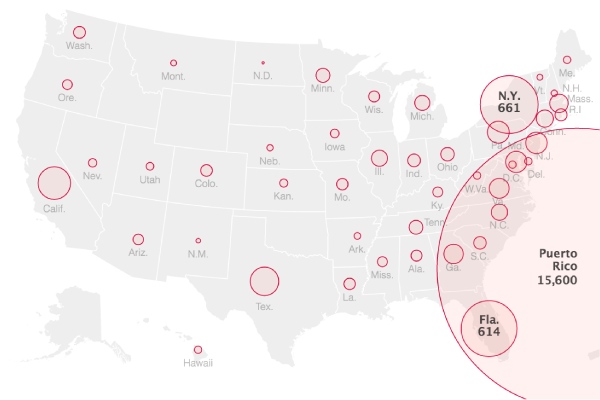 Wash.
Mont.
N.D.
Minn.
Me.
Vt.
N.H.
Ore.
Wis.
Mich.
N.Y.
661
Mass.
R.I
Conn.
Iowa.
Pa.
Md.
N.J.
Neb.
Ill.
Ind.
Ohio
Del.
D.C.
Nev.
Utah
Colo.
Kan.
Mo.
W.Va.
Calif.
Ky.
Va.
N.C.
Tenn.
Ariz.
N.M.
Ark.
S.C.
Ga.
Miss.
Ala.
Puerto
Rico
15,600
Tex.
La.
Fla.
614
Hawaii